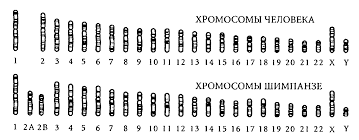 ХРОМОСОМЫ ЧЕЛОВЕКА
1 2 3 4 5 6 7 8 9 10 11 12 13 14 15 16 17 18 19 20 21 22 X Y
ХРОМОСОМЫ ШИМПАНЗЕ
1 2A 2B 3 4 5 6 7 8 9 10 11 12 13 14 15 16 17 18 19 20 21 22 X Y